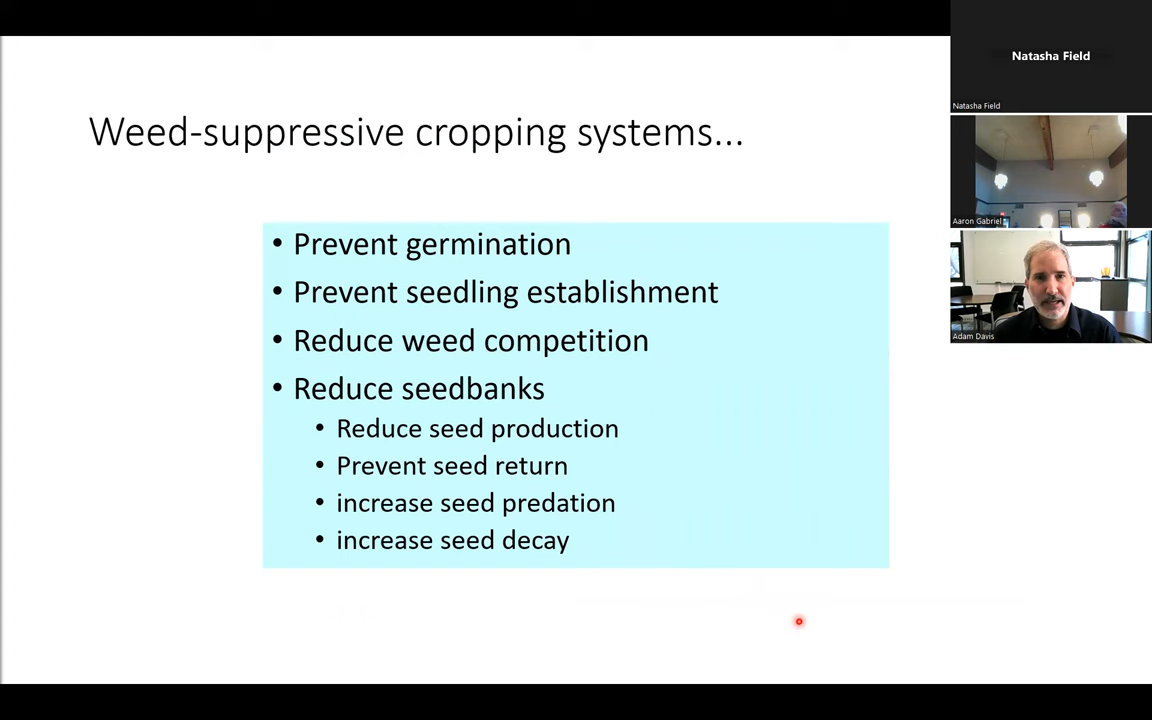 Natasha Field
Natasha Field
Weed-suppressive cropping systems...
Aaron Gabriel
• Prevent germination
• Prevent seedling establishment
Adam Davis
• Reduce weed competition
• Reduce seedbanks
• Reduce seed production
• Prevent seed return
• increase seed predation
• increase seed decay